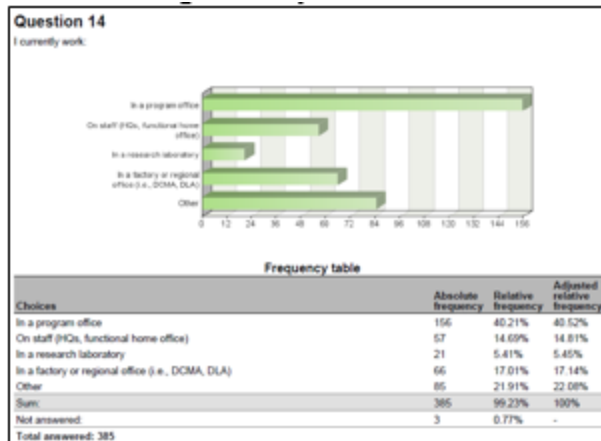 Question 14
I currently work:
In a program office
On staff (HQs, functional home
office)
In a research laboratory
In a factory or regional
office (i.e., DCMA, DLA)
Other
0 12 24 36 48 60 72 84 96 108 120 132 144 156
Frequency table
Choices Absolute frequency Relative frequency Adjusted relative frequency
In a program office 156 40.21% 40.52%
On staff (HQs, functional home office) 57 14.69% 14.81%
In a research laboratory 21 5.41% 5.45%
In a factory or regional office (i.e., DCMA, DLA) 66 17.01% 17.14%
Other 85 21.91% 22.08%
Sum: 385 99.23% 100%
Not answered: 3 0.77% -
Total answered: 385